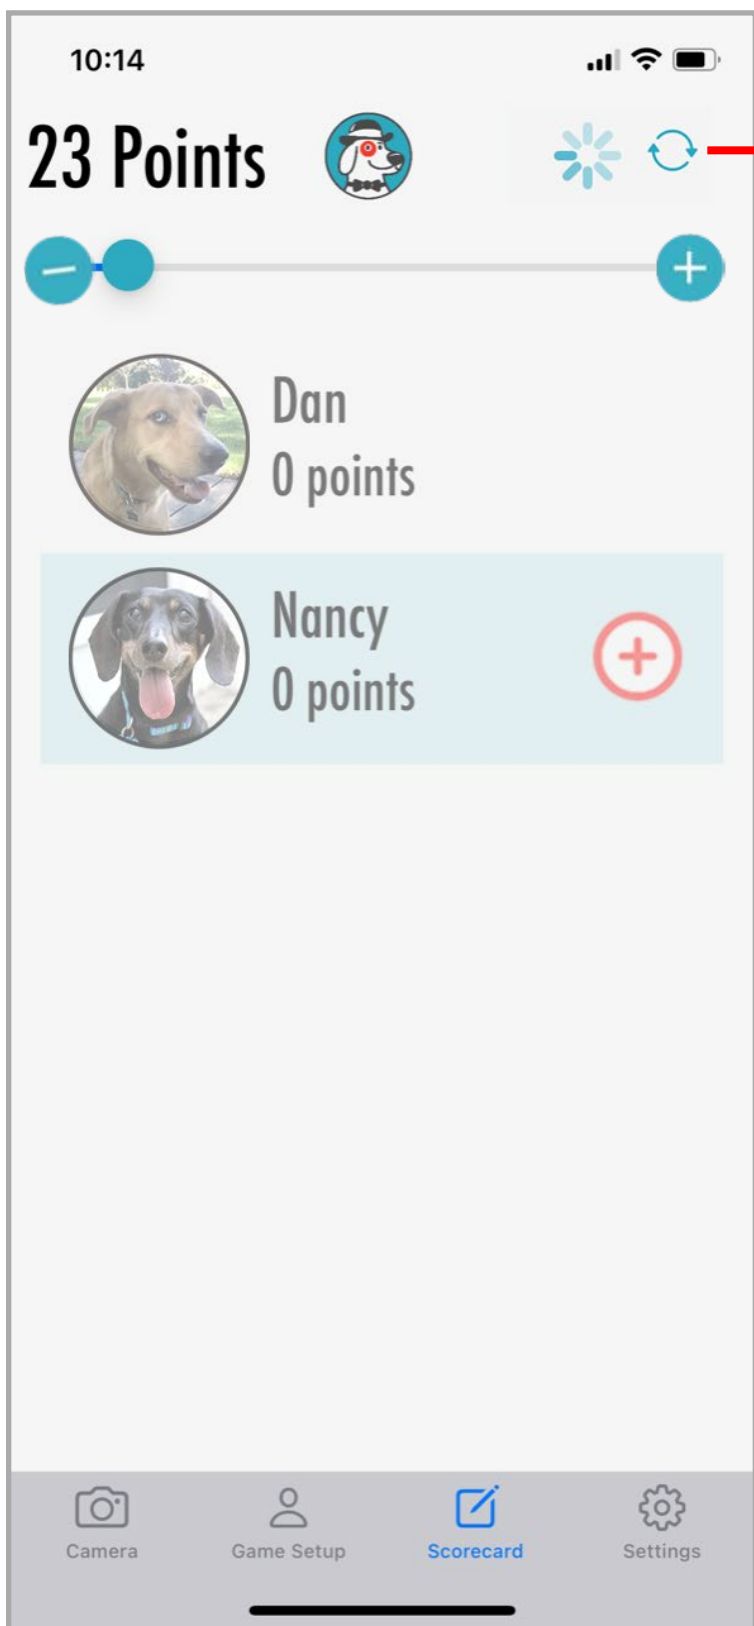 10:14
23 Points
Dan
0 points
Nancy
0 points
Camera
Game Setup
Scorecard
Settings